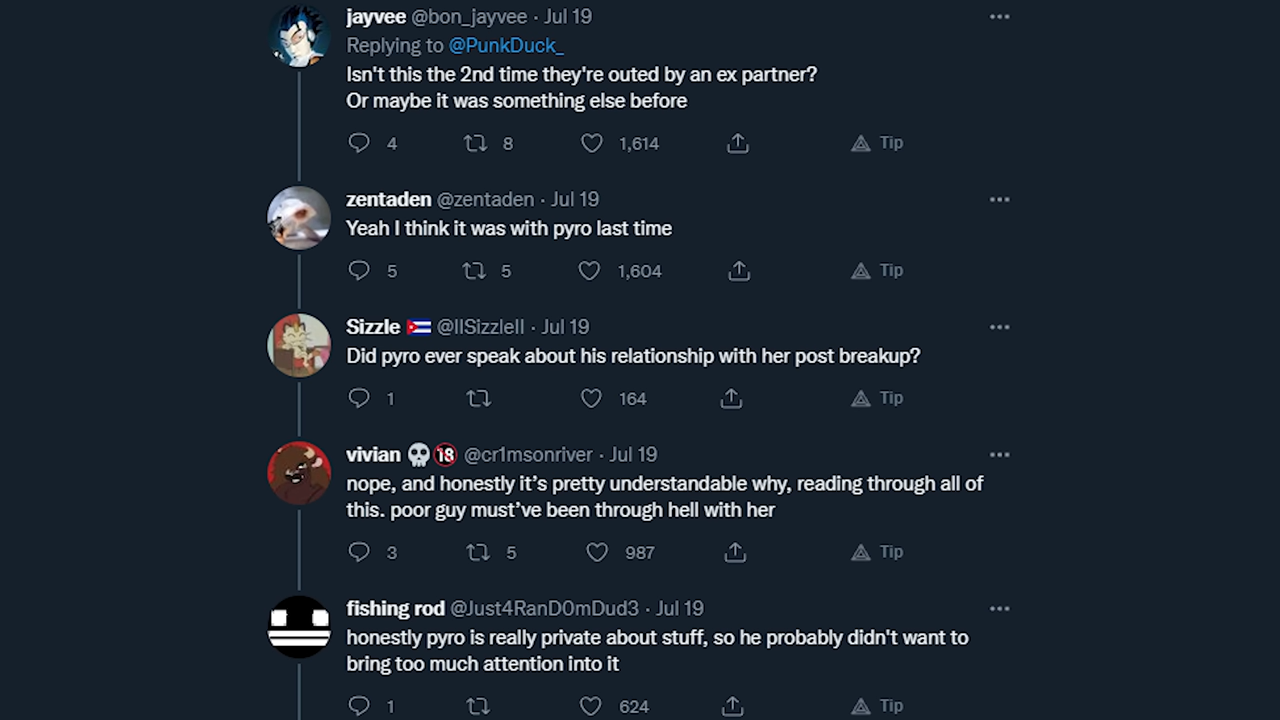 jayvee @bon_jayvee · Jul 19
Replying to @PunkDuck_
Isn't this the 2nd time they're outed by an ex partner?
Or maybe it was something else before
4 8 1,614 Tip
zentaden @zentaden · Jul 19
Yeah I think it was with pyro last time
5 5 1,604 Tip
Sizzle 🇨🇺 @IISizzleII · Jul 19
Did pyro ever speak about his relationship with her post breakup?
1 164 Tip
vivian 💀🔞 @cr1msonriver · Jul 19
nope, and honestly it’s pretty understandable why, reading through all of
this. poor guy must’ve been through hell with her
3 5 987 Tip
fishing rod @Just4RanD0mDud3 · Jul 19
honestly pyro is really private about stuff, so he probably didn't want to
bring too much attention into it
1 624 Tip